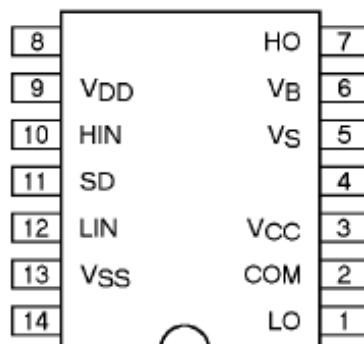 8 HO 7
9 VDD VB 6
10 HIN VS 5
11 SD 4
12 LIN VCC 3
13 VSS COM 2
14 LO 1